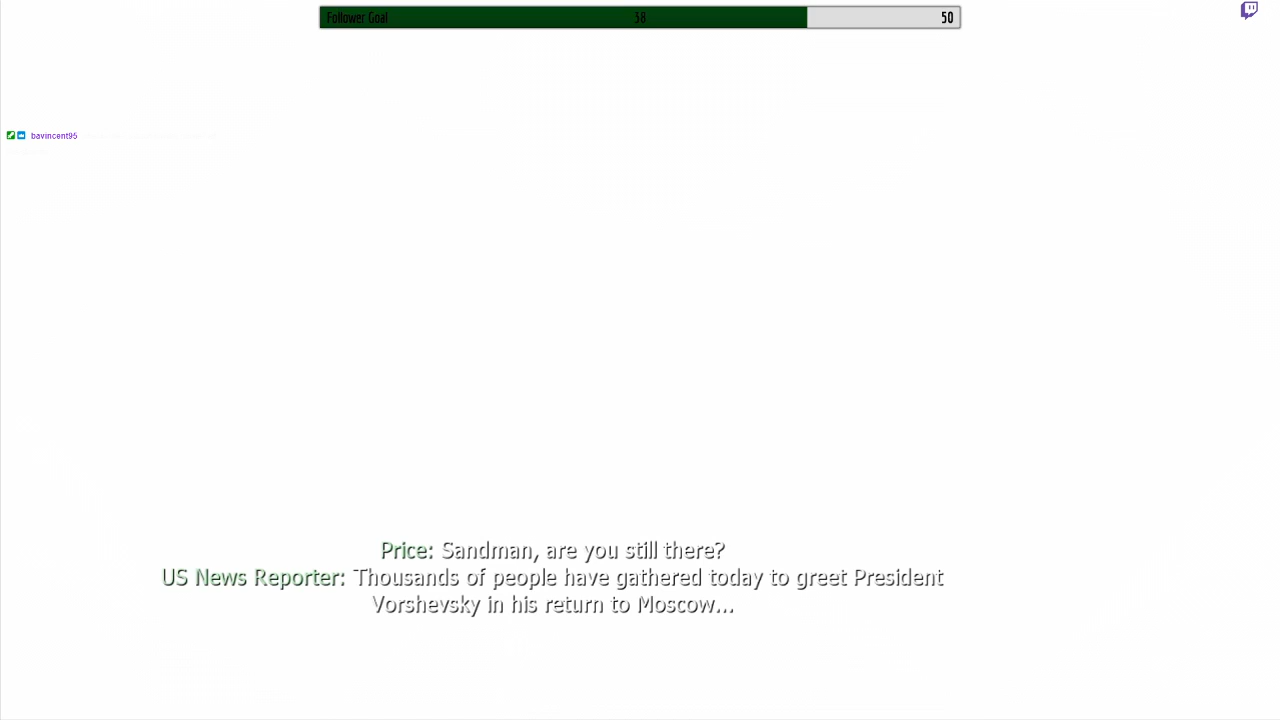 Follower Goal 38 50
bavincent95
Price: Sandman, are you still there?
US News Reporter: Thousands of people have gathered today to greet President
Vorshevsky in his return to Moscow...